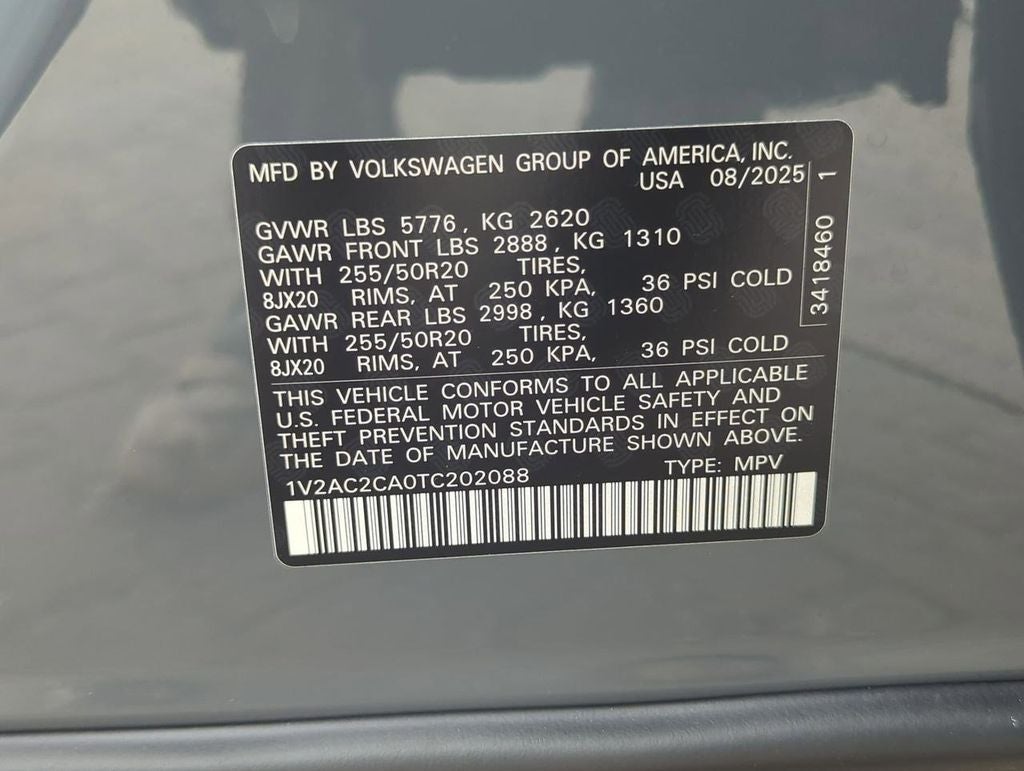 MFD BY VOLKSWAGEN GROUP OF AMERICA, INC.
USA 08/2025
GVWR LBS 5776, KG 2620
GAWR FRONT LBS 2888, KG 1310
WITH 255/50R20 TIRES,
8JX20 RIMS, AT 250 KPA, 36 PSI COLD
GAWR REAR LBS 2998, KG 1360
WITH 255/50R20 TIRES,
8JX20 RIMS, AT 250 KPA, 36 PSI COLD
THIS VEHICLE CONFORMS TO ALL APPLICABLE
U.S. FEDERAL MOTOR VEHICLE SAFETY AND
THEFT PREVENTION STANDARDS IN EFFECT ON
THE DATE OF MANUFACTURE SHOWN ABOVE.
1V2AC2CA0TC202088 TYPE: MPV
3418460 1